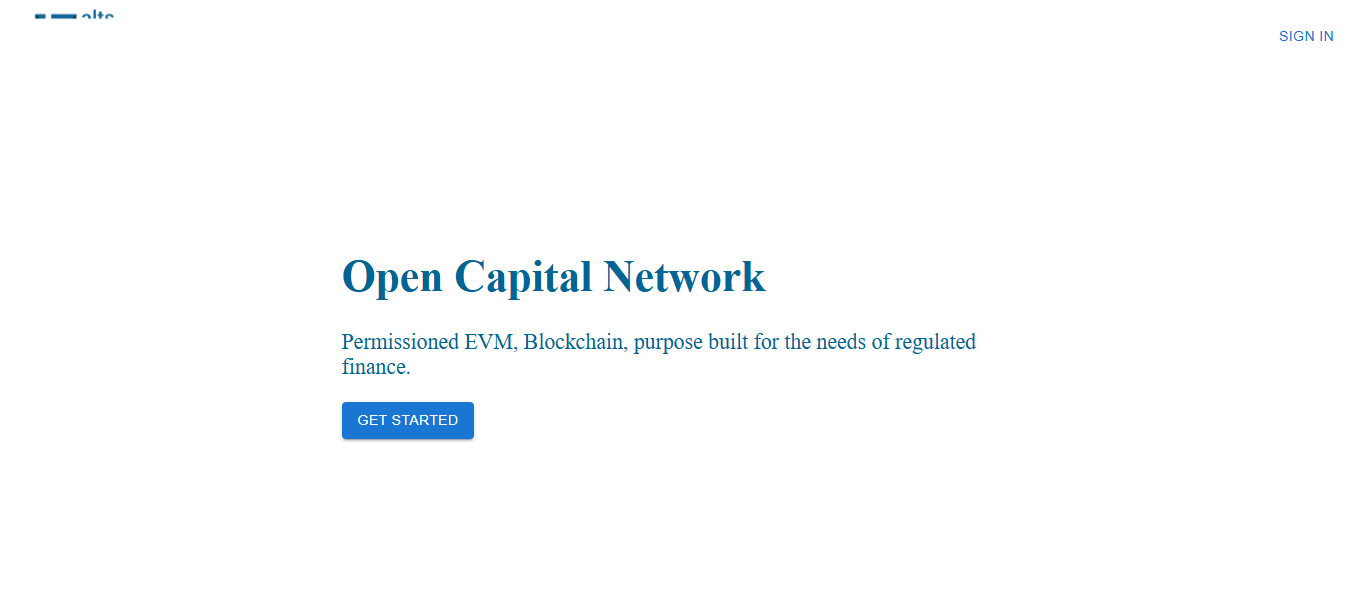 alts
SIGN IN
Open Capital Network
Permissioned EVM, Blockchain, purpose built for the needs of regulated
finance.
GET STARTED